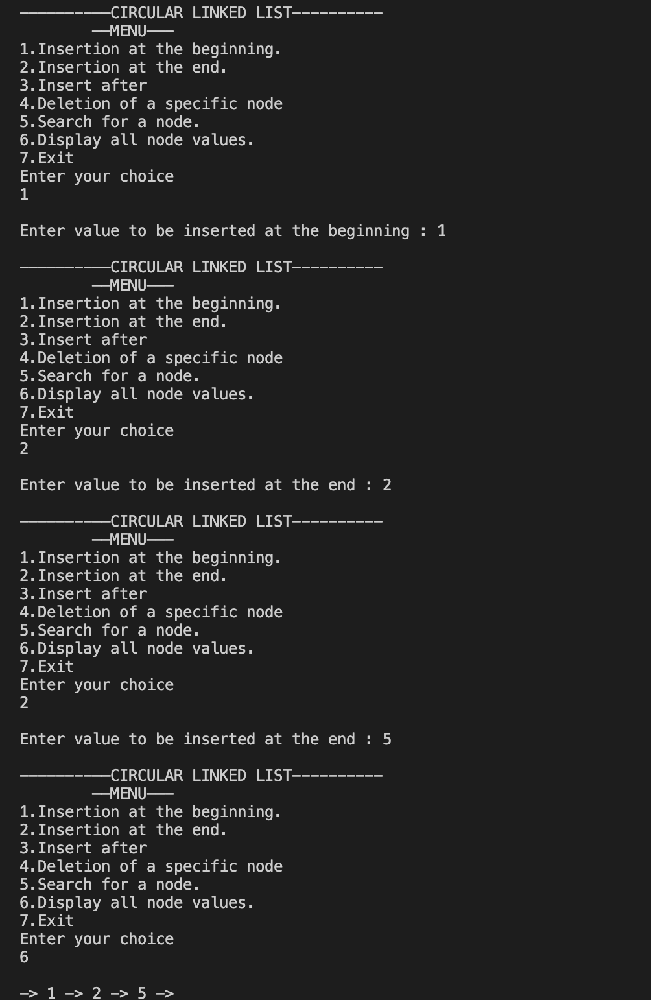 ----------CIRCULAR LINKED LIST----------
--MENU---
1.Insertion at the beginning.
2.Insertion at the end.
3.Insert after
4.Deletion of a specific node
5.Search for a node.
6.Display all node values.
7.Exit
Enter your choice
1
Enter value to be inserted at the beginning : 1
----------CIRCULAR LINKED LIST----------
--MENU---
1.Insertion at the beginning.
2.Insertion at the end.
3.Insert after
4.Deletion of a specific node
5.Search for a node.
6.Display all node values.
7.Exit
Enter your choice
2
Enter value to be inserted at the end : 2
----------CIRCULAR LINKED LIST----------
--MENU---
1.Insertion at the beginning.
2.Insertion at the end.
3.Insert after
4.Deletion of a specific node
5.Search for a node.
6.Display all node values.
7.Exit
Enter your choice
2
Enter value to be inserted at the end : 5
----------CIRCULAR LINKED LIST----------
--MENU---
1.Insertion at the beginning.
2.Insertion at the end.
3.Insert after
4.Deletion of a specific node
5.Search for a node.
6.Display all node values.
7.Exit
Enter your choice
6
-> 1 -> 2 -> 5 ->